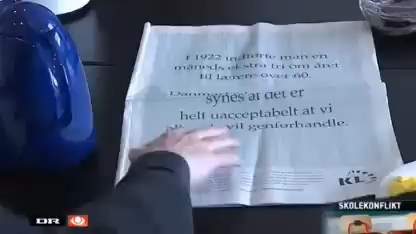 I 1922 indførte man en
måneds ekstra fri om året
til lærere over 60.
synes at det er
helt uacceptabelt at vi
vil genforhandle.
KL
SKOLEKONFLIKT
DR